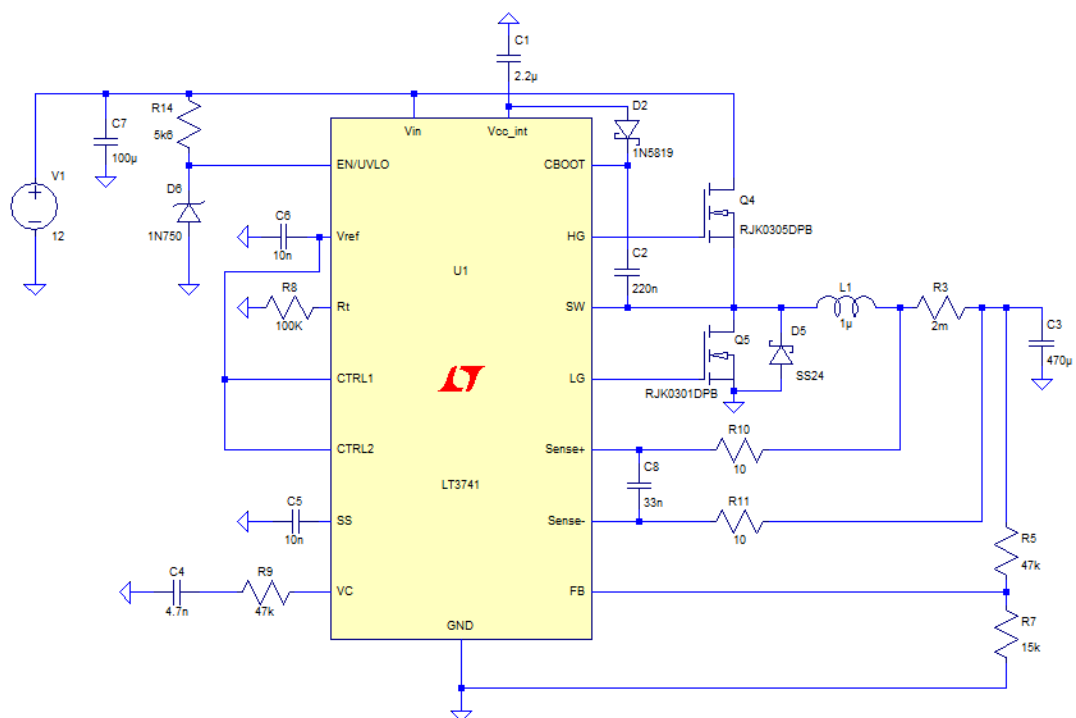 C1
2.2µ
R14
5k6
C7
100µ
V1
12
D6
1N750
Vin
Vcc_int
D2
1N5819
EN/UVLO
CBOOT
Q4
RJK0305DPB
C6
10n
Vref
HG
U1
C2
220n
R8
100K
Rt
SW
L1
1µ
R3
2m
C3
470µ
Q5
RJK0301DPB
D5
SS24
CTRL1
LG
CTRL2
Sense+
R10
10
C8
33n
LT3741
C5
10n
SS
Sense-
R11
10
R5
47k
C4
4.7n
R9
47k
VC
FB
GND
R7
15k